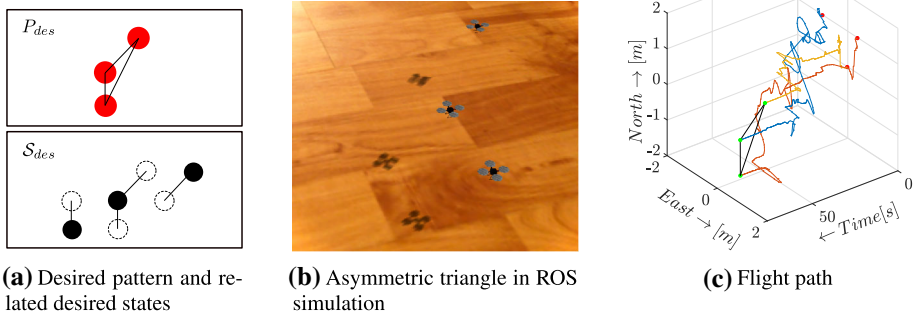 P_des
S_des
2
1
0
-1
-2
North → [m]
-2
0
2
East → [m]
50
0
← Time[s]
(a) Desired pattern and re-
lated desired states
(b) Asymmetric triangle in ROS
simulation
(c) Flight path